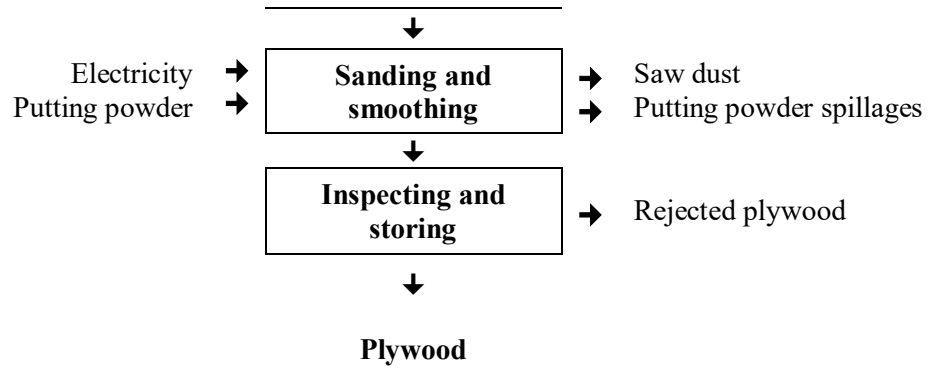 Electricity
Putting powder
Sanding and
smoothing
Saw dust
Putting powder spillages
Inspecting and
storing
Rejected plywood
Plywood